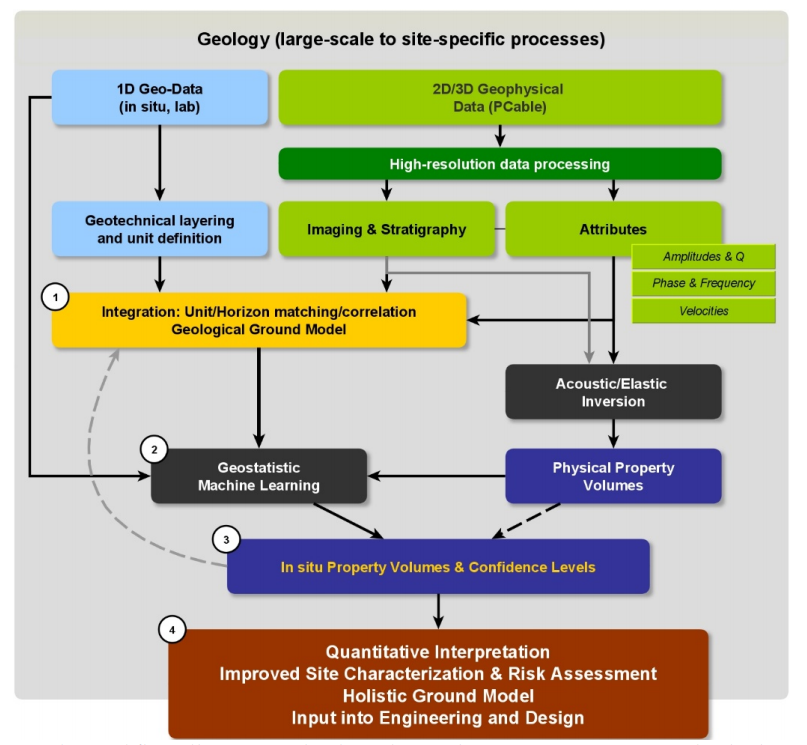 Geology (large-scale to site-specific processes)
1D Geo-Data
(in situ, lab)
2D/3D Geophysical
Data (PCable)
High-resolution data processing
Geotechnical layering
and unit definition
Imaging & Stratigraphy
Attributes
Amplitudes & Q
Phase & Frequency
Velocities
1
Integration: Unit/Horizon matching/correlation
Geological Ground Model
Acoustic/Elastic
Inversion
2
Geostatistic
Machine Learning
Physical Property
Volumes
3
In situ Property Volumes & Confidence Levels
4
Quantitative Interpretation
Improved Site Characterization & Risk Assessment
Holistic Ground Model
Input into Engineering and Design